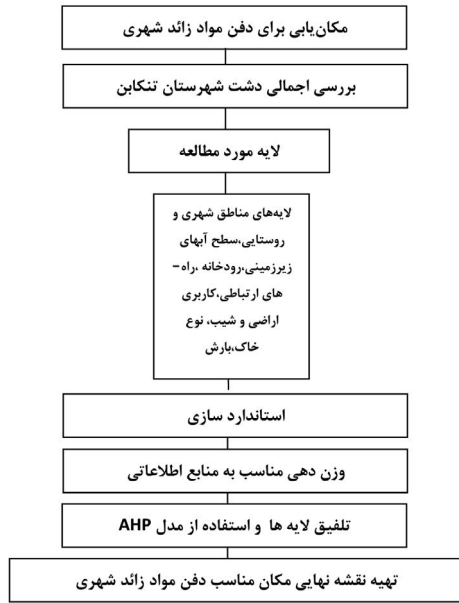 مکان‌یابی برای دفن مواد زائد شهری
بررسی اجمالی دشت شهرستان تنکابن
لایه مورد مطالعه
لایه‌های مناطق شهری و
روستایی،سطح آبهای
زیرزمینی،رودخانه ،راه-
های ارتباطی،کاربری
اراضی و شیب، نوع
خاک،بارش
استاندارد سازی
وزن دهی مناسب به منابع اطلاعاتی
تلفیق لایه ها و استفاده از مدل AHP
تهیه نقشه نهایی مکان مناسب دفن مواد زائد شهری